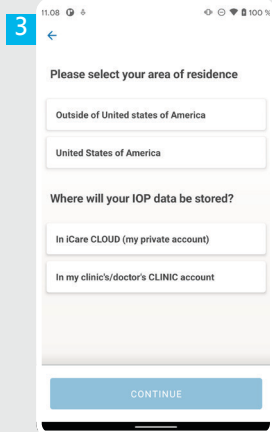 3
11.08 100 %
Please select your area of residence
Outside of United states of America
United States of America
Where will your IOP data be stored?
In iCare CLOUD (my private account)
In my clinic's/doctor's CLINIC account
CONTINUE